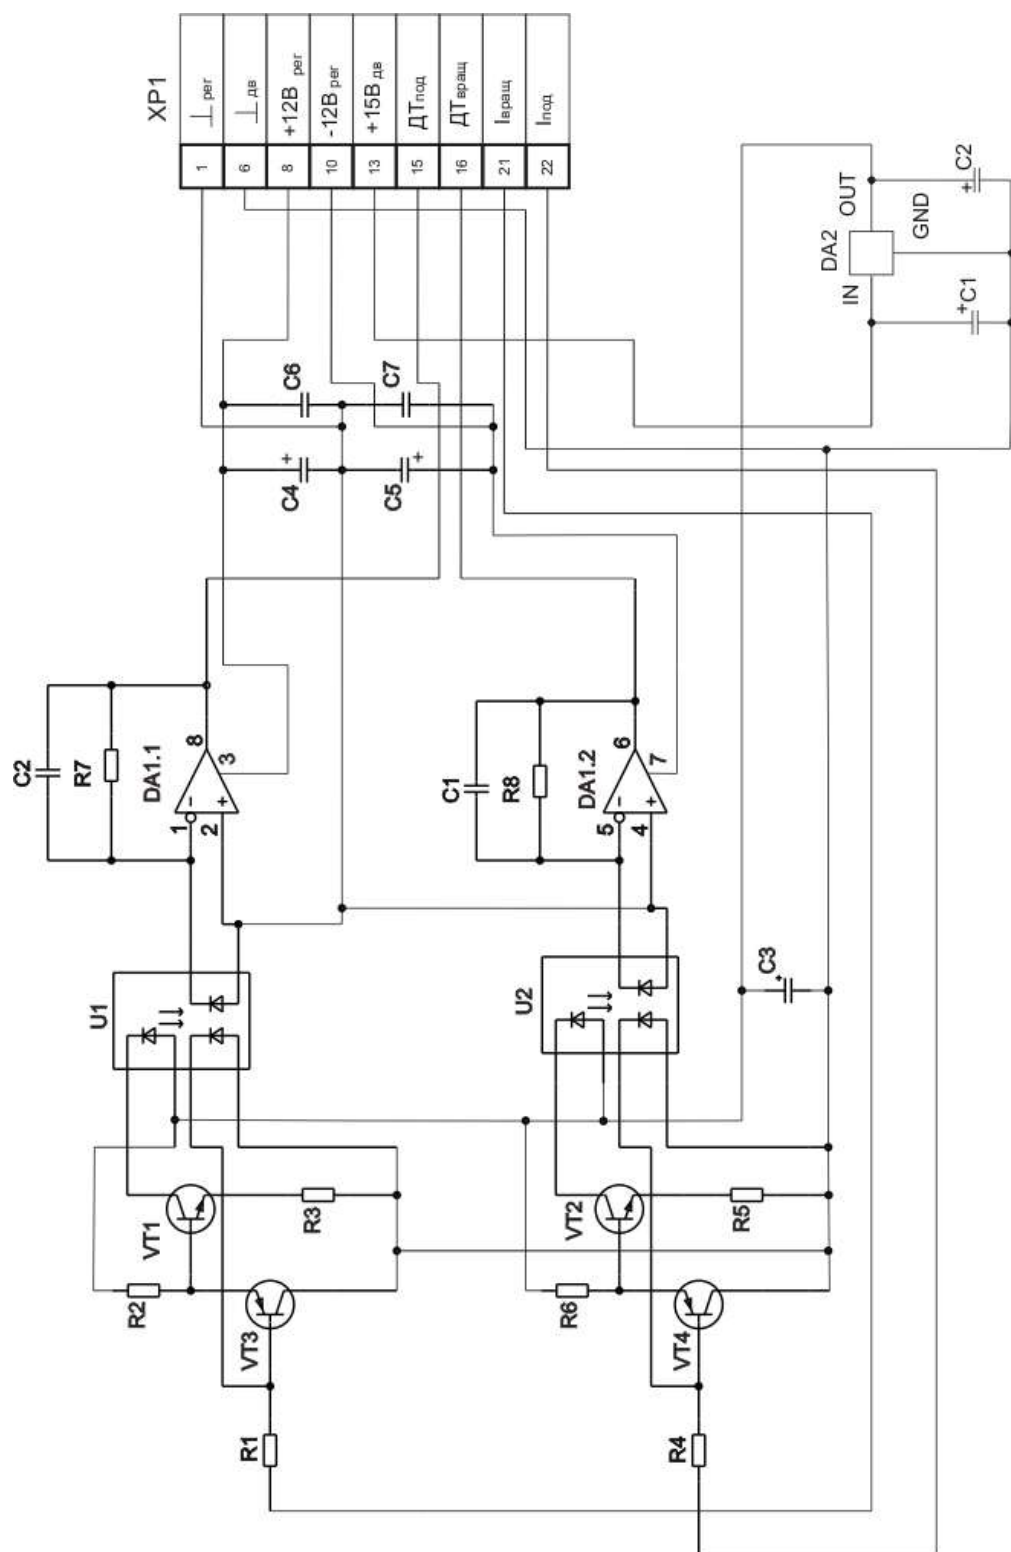 XP1
⊥ рег
⊥ дв
+12В рег
-12В рег
+15В дв
ДТпод
ДТвращ
Iвращ
Iпод
1
6
8
10
13
15
16
21
22
C2
OUT
DA2
GND
IN
+
+
C1
C6
C7
C4
+
C5
+
C2
R7
DA1.1
8
3
1
2
-
+
C1
R8
DA1.2
6
7
5
4
-
+
U1
U2
C3
+
VT1
R3
VT2
R5
R2
VT3
R6
VT4
R1
R4